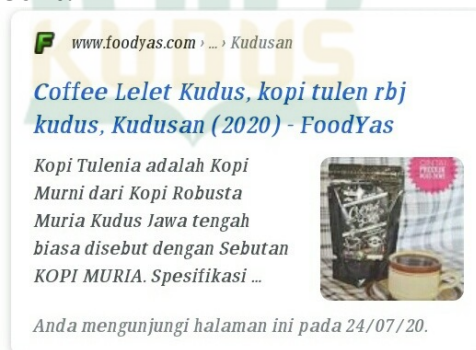 KUDUS
www.foodyas.com › ... › Kudusan
Coffee Lelet Kudus, kopi tulen rbj
kudus, Kudusan (2020) - FoodYas
Kopi Tulenia adalah Kopi
Murni dari Kopi Robusta
Muria Kudus Jawa tengah
biasa disebut dengan Sebutan
KOPI MURIA. Spesifikasi ...
Anda mengunjungi halaman ini pada 24/07/20.